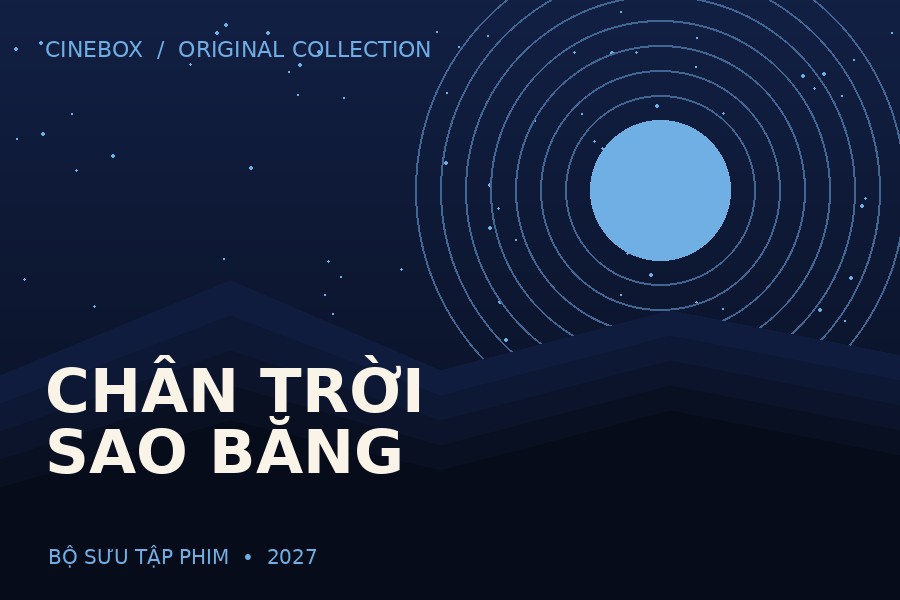 CINEBOX / ORIGINAL COLLECTION
CHÂN TRỜI
SAO BĂNG
BỘ SƯU TẬP PHIM • 2027